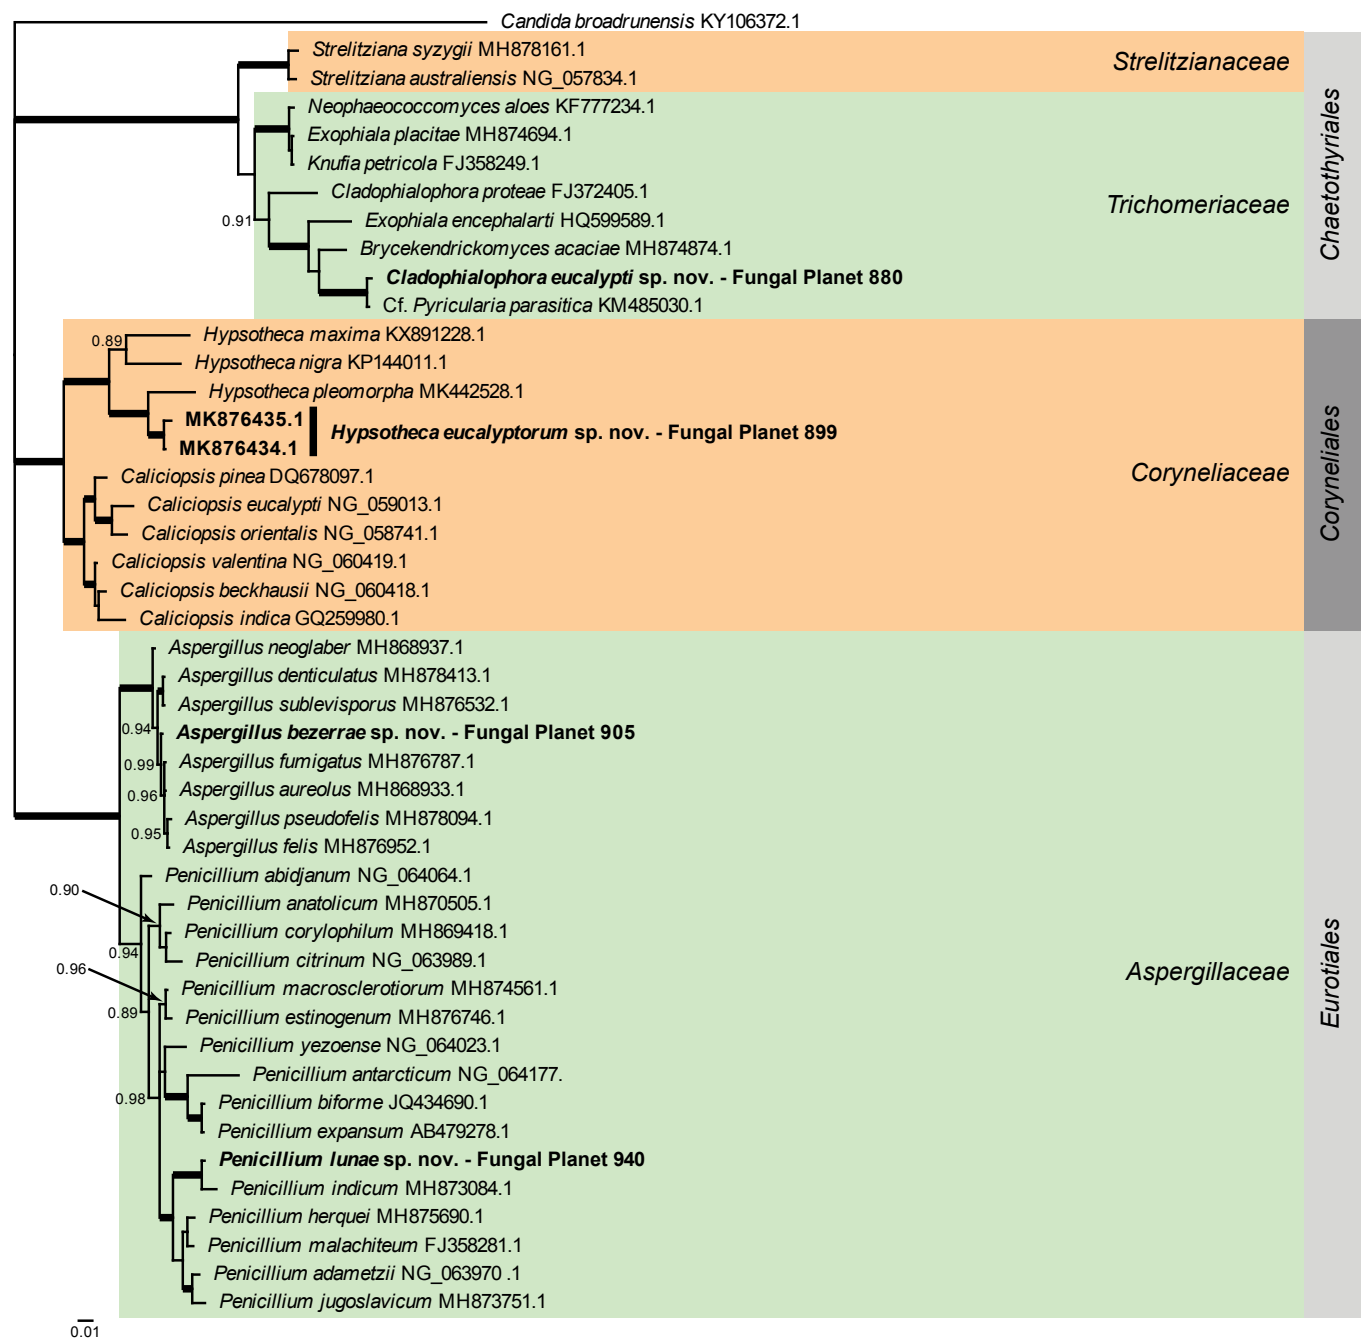 Candida broadrunensis KY106372.1
Strelitziana syzygii MH878161.1
Strelitziana australiensis NG_057834.1
Strelitzianaceae
Neophaeococcomyces aloes KF777234.1
Exophiala placitae MH874694.1
Knufia petricola FJ358249.1
Cladophialophora proteae FJ372405.1
0.91
Exophiala encephalarti HQ599589.1
Brycekendrickomyces acaciae MH874874.1
Cladophialophora eucalypti sp. nov. - Fungal Planet 880
Cf. Pyricularia parasitica KM485030.1
Trichomeriaceae
Chaetothyriales
Hypsotheca maxima KX891228.1
0.89
Hypsotheca nigra KP144011.1
Hypsotheca pleomorpha MK442528.1
MK876435.1
MK876434.1
Hypsotheca eucalyptorum sp. nov. - Fungal Planet 899
Caliciopsis pinea DQ678097.1
Caliciopsis eucalypti NG_059013.1
Caliciopsis orientalis NG_058741.1
Caliciopsis valentina NG_060419.1
Caliciopsis beckhausii NG_060418.1
Caliciopsis indica GQ259980.1
Coryneliaceae
Coryneliales
Aspergillus neoglaber MH868937.1
Aspergillus denticulatus MH878413.1
Aspergillus sublevisporus MH876532.1
0.94
Aspergillus bezerrae sp. nov. - Fungal Planet 905
0.99
Aspergillus fumigatus MH876787.1
0.96
Aspergillus aureolus MH868933.1
Aspergillus pseudofelis MH878094.1
0.95
Aspergillus felis MH876952.1
Penicillium abidjanum NG_064064.1
0.90
Penicillium anatolicum MH870505.1
Penicillium corylophilum MH869418.1
0.94
Penicillium citrinum NG_063989.1
0.96
Penicillium macrosclerotiorum MH874561.1
0.89
Penicillium estinogenum MH876746.1
Penicillium yezoense NG_064023.1
Penicillium antarcticum NG_064177.
0.98
Penicillium biforme JQ434690.1
Penicillium expansum AB479278.1
Penicillium lunae sp. nov. - Fungal Planet 940
Penicillium indicum MH873084.1
Penicillium herquei MH875690.1
Penicillium malachiteum FJ358281.1
Penicillium adametzii NG_063970 .1
Penicillium jugoslavicum MH873751.1
Aspergillaceae
Eurotiales
0.01